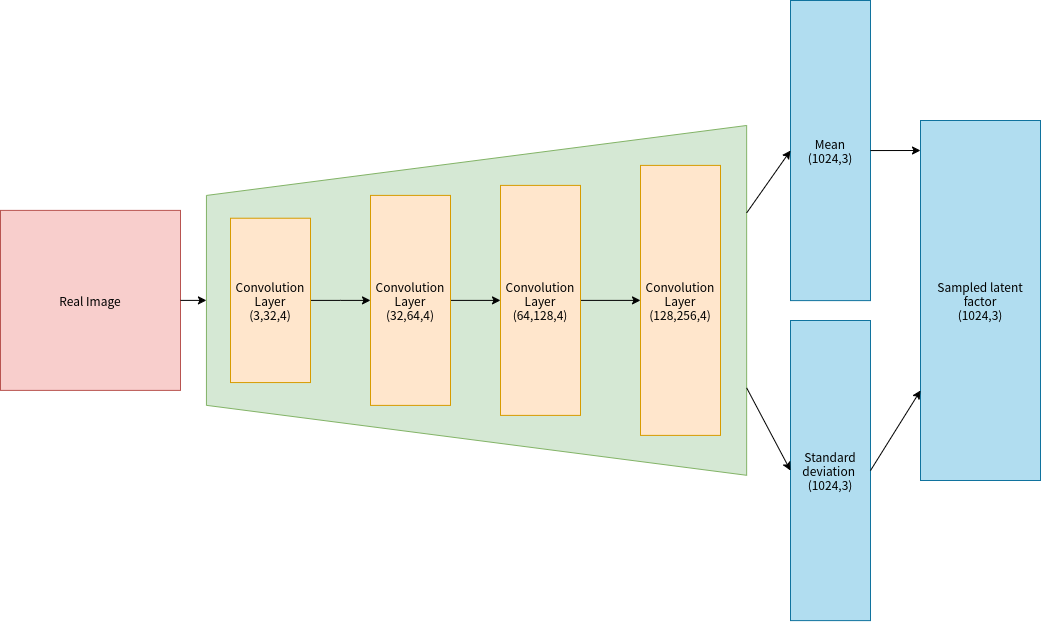 Real Image
Convolution
Layer
(3,32,4)
Convolution
Layer
(32,64,4)
Convolution
Layer
(64,128,4)
Convolution
Layer
(128,256,4)
Mean
(1024,3)
Standard
deviation
(1024,3)
Sampled latent
factor
(1024,3)